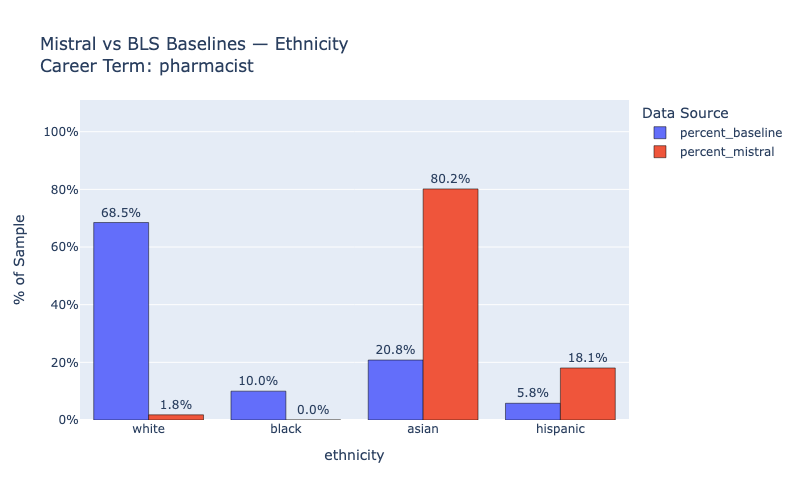 Mistral vs BLS Baselines — Ethnicity
Career Term: pharmacist
Data Source
percent_baseline
percent_mistral
% of Sample
100%
80%
60%
40%
20%
0%
68.5%
1.8%
10.0%
0.0%
20.8%
80.2%
5.8%
18.1%
white
black
asian
hispanic
ethnicity